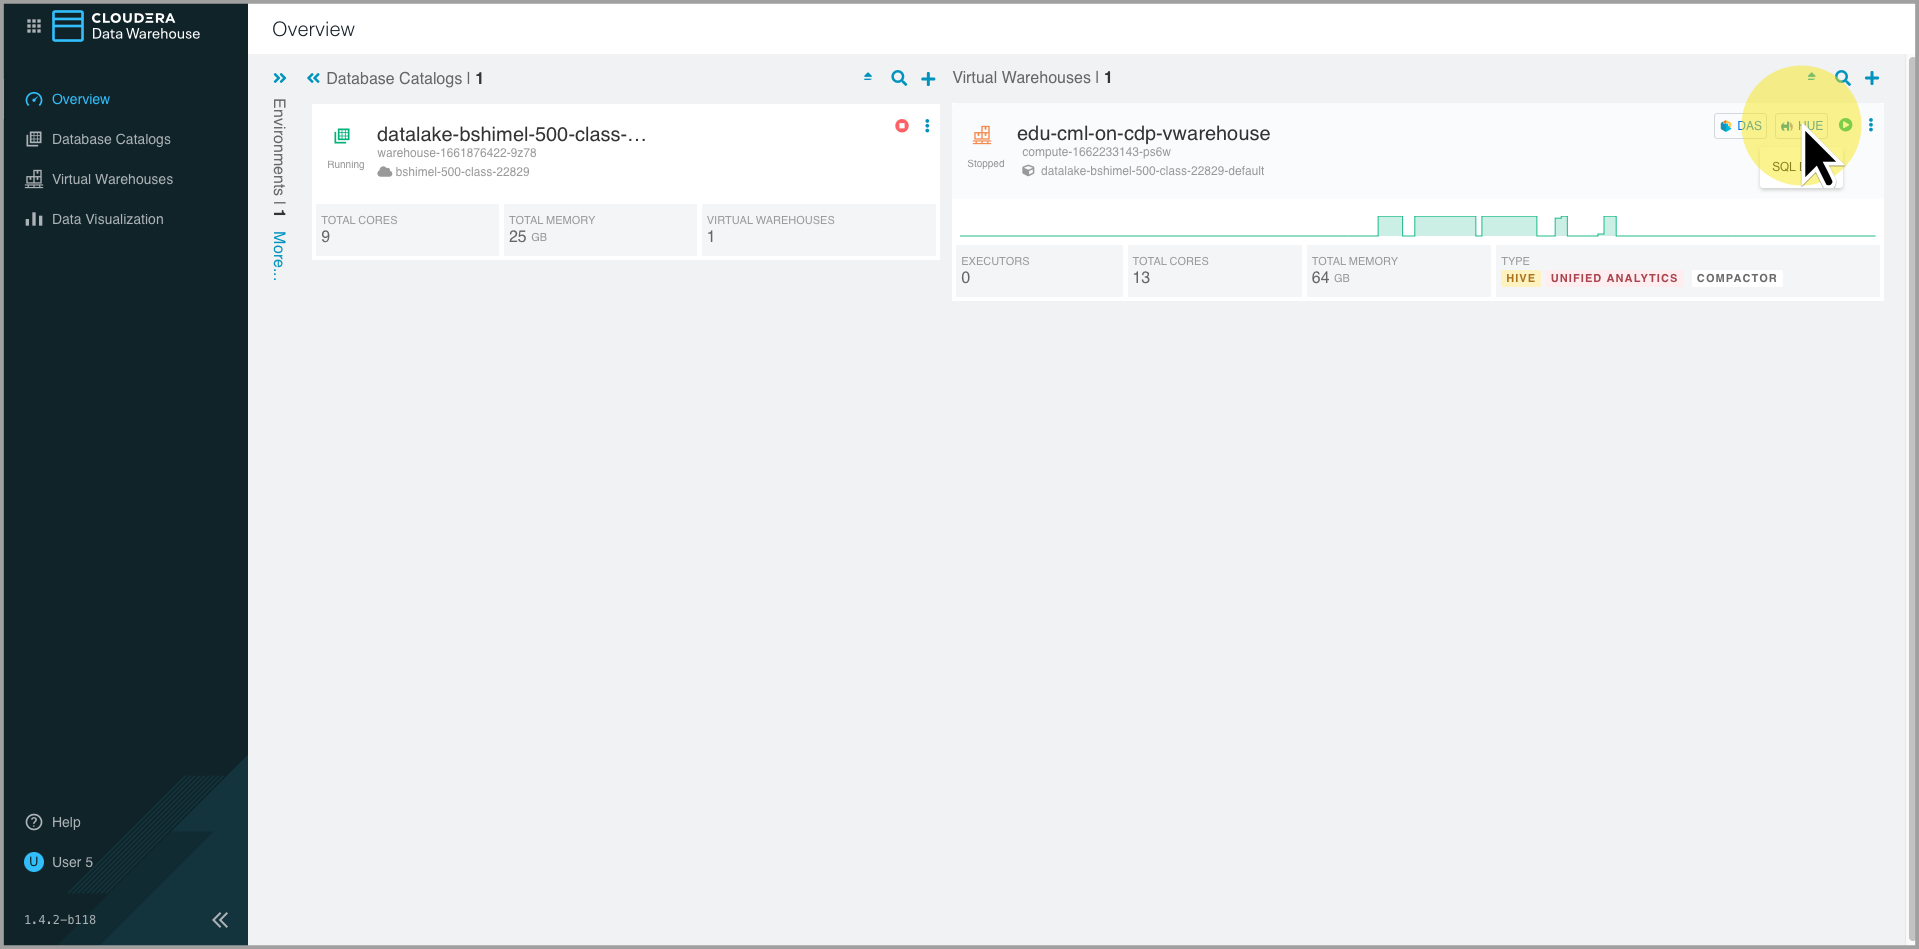 CLOUDERA
Data Warehouse
Overview
Database Catalogs
Virtual Warehouses
Data Visualization
Help
U User 5
1.4.2-b118
Overview
Environments | 1 More...
Database Catalogs | 1
datalake-bshimel-500-class-...
warehouse-1661876422-9z78
Running
bshimel-500-class-22829
TOTAL CORES
9
TOTAL MEMORY
25 GB
VIRTUAL WAREHOUSES
1
Virtual Warehouses | 1
edu-cml-on-cdp-vwarehouse
compute-1662233143-ps6w
Stopped
datalake-bshimel-500-class-22829-default
DAS
HUE
SQL
EXECUTORS
0
TOTAL CORES
13
TOTAL MEMORY
64 GB
TYPE
HIVE UNIFIED ANALYTICS COMPACTOR